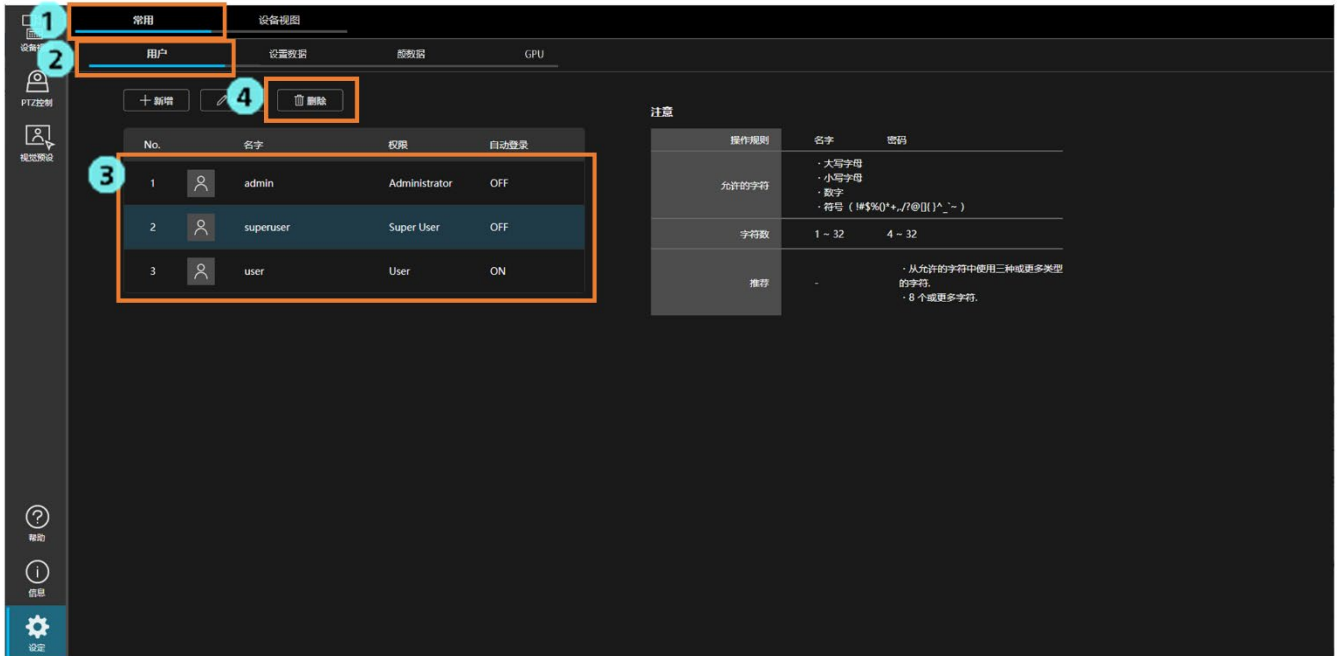 1
常用
设备视图
设备视
2
用户
设置数据
颜数据
GPU
PTZ控制
新增
4
删除
视觉预设
No.
名字
权限
自动登录
3
1
admin
Administrator
OFF
2
superuser
Super User
OFF
3
user
User
ON
注意
操作规则
名字
密码
允许的字符
· 大写字母
· 小写字母
· 数字
· 符号 ( !#$%()*+,./?@[]{}^_`~ )
字符数
1 ~ 32
4 ~ 32
推荐
-
· 从允许的字符中使用三种或更多类型
的字符.
· 8 个或更多字符.
帮助
信息
设定